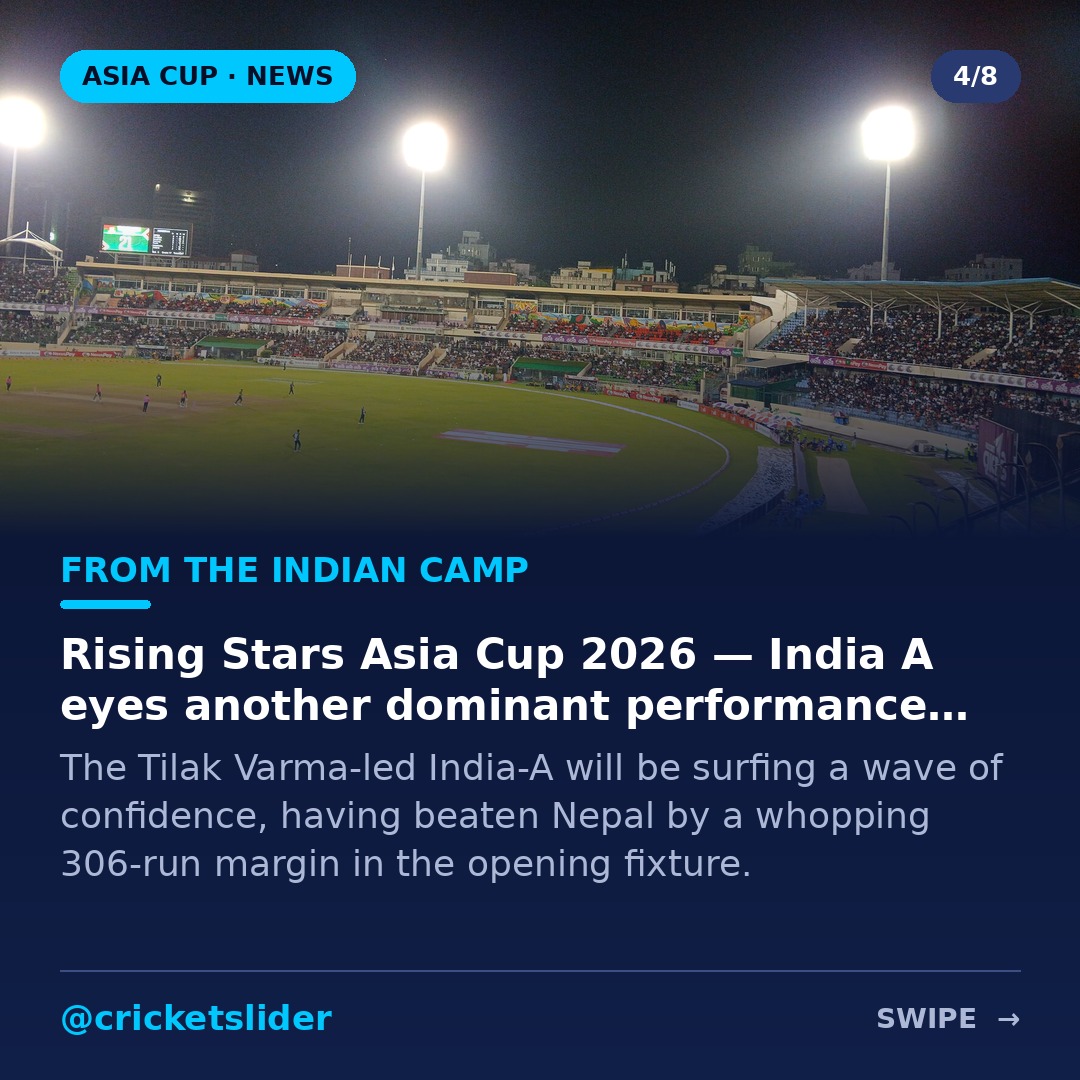 ASIA CUP · NEWS
4/8
FROM THE INDIAN CAMP
Rising Stars Asia Cup 2026 — India A
eyes another dominant performance…
The Tilak Varma-led India-A will be surfing a wave of
confidence, having beaten Nepal by a whopping
306-run margin in the opening fixture.
@cricketslider
SWIPE →